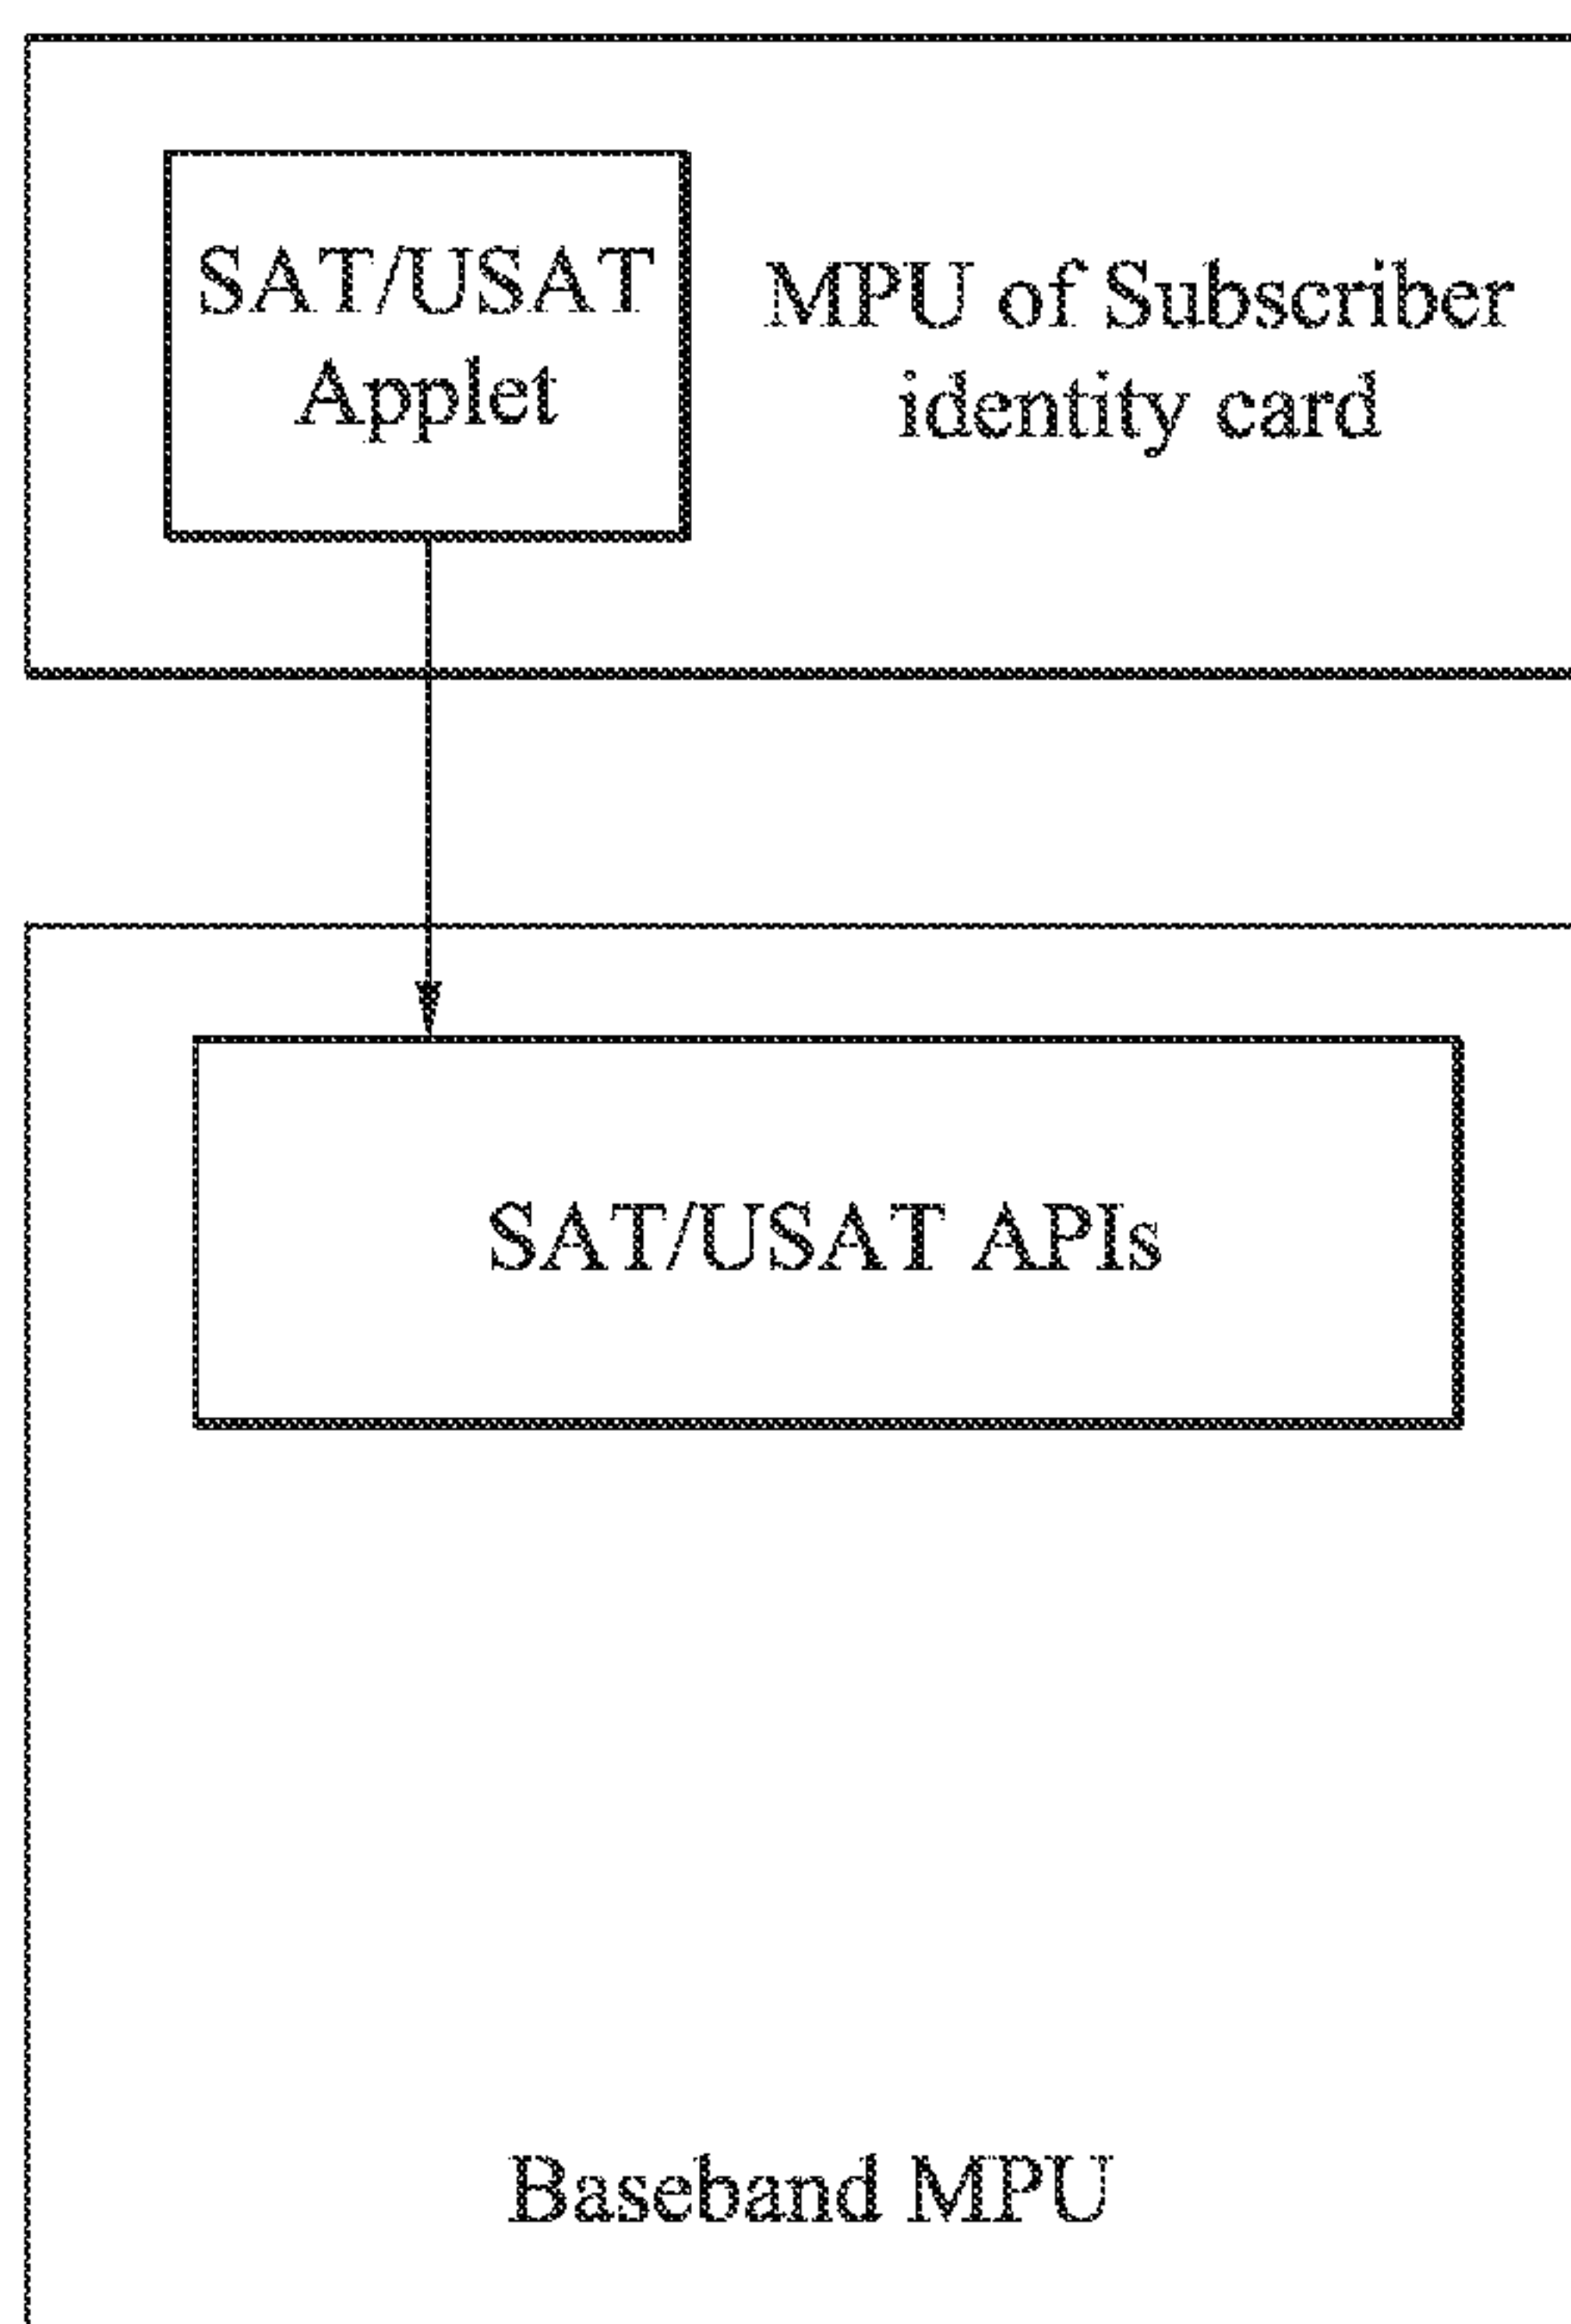 SAT/USAT
Applet
MPU of Subscriber
identity card
SAT/USAT APIs
Baseband MPU